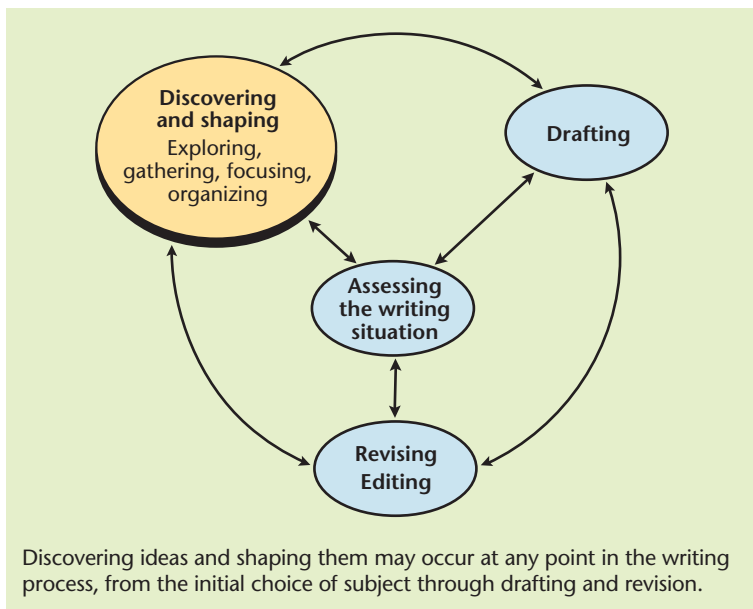 Discovering
and shaping
Exploring,
gathering, focusing,
organizing
Drafting
Assessing
the writing
situation
Revising
Editing
Discovering ideas and shaping them may occur at any point in the writing
process, from the initial choice of subject through drafting and revision.